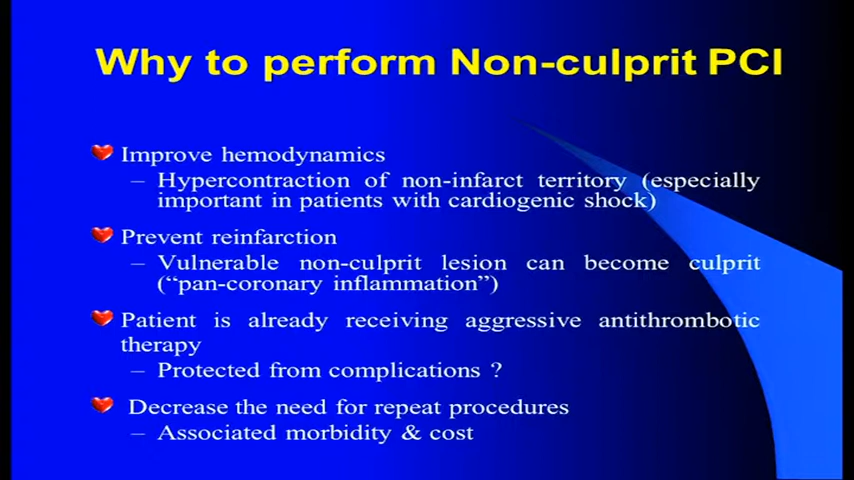 Why to perform Non-culprit PCI
Improve hemodynamics
– Hypercontraction of non-infarct territory (especially
important in patients with cardiogenic shock)
Prevent reinfarction
– Vulnerable non-culprit lesion can become culprit
(“pan-coronary inflammation”)
Patient is already receiving aggressive antithrombotic
therapy
– Protected from complications ?
Decrease the need for repeat procedures
– Associated morbidity & cost